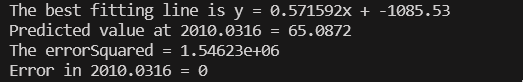 The best fitting line is y = 0.571592x + -1085.53
Predicted value at 2010.0316 = 65.0872
The errorSquared = 1.54623e+06
Error in 2010.0316 = 0